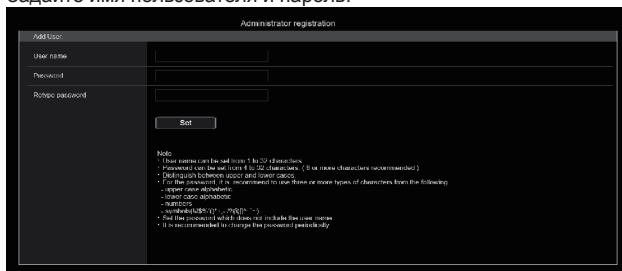 Задайте имя пользователя и пароль.
Administrator registration
Add User
User name
Password
Retype password
Set
Note
・User name can be set from 1 to 32 characters
・Password can be set from 4 to 32 characters. ( 8 or more characters recommended )
・Distinguish between upper and lower cases.
・For the password, it is recommend to use three or more types of characters from the following
- upper case alphabetic
- lower case alphabetic
- numbers
- symbols
・Set the password which does not include the user name
・It is recommended to change the password periodically